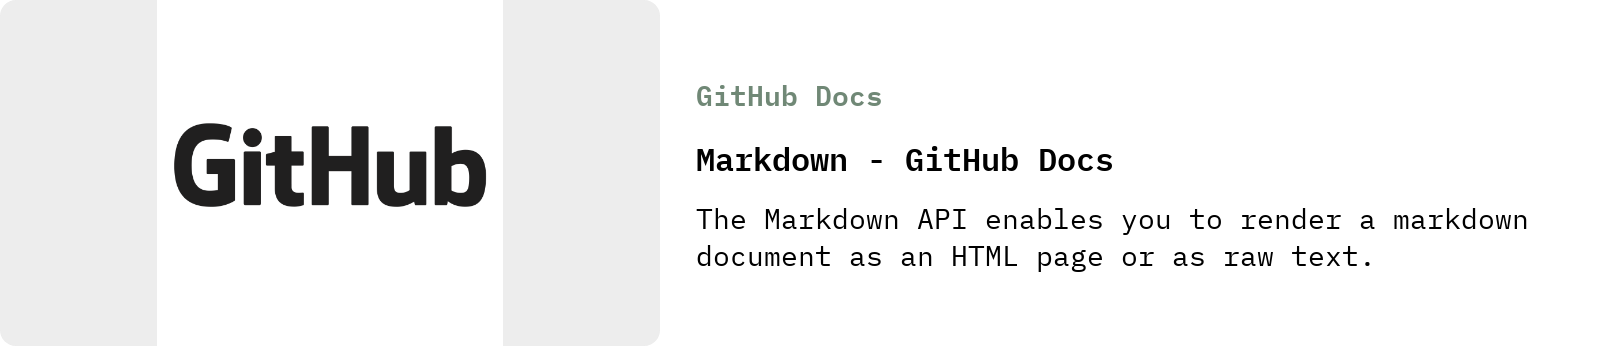 GitHub
GitHub Docs
Markdown - GitHub Docs
The Markdown API enables you to render a markdown
document as an HTML page or as raw text.